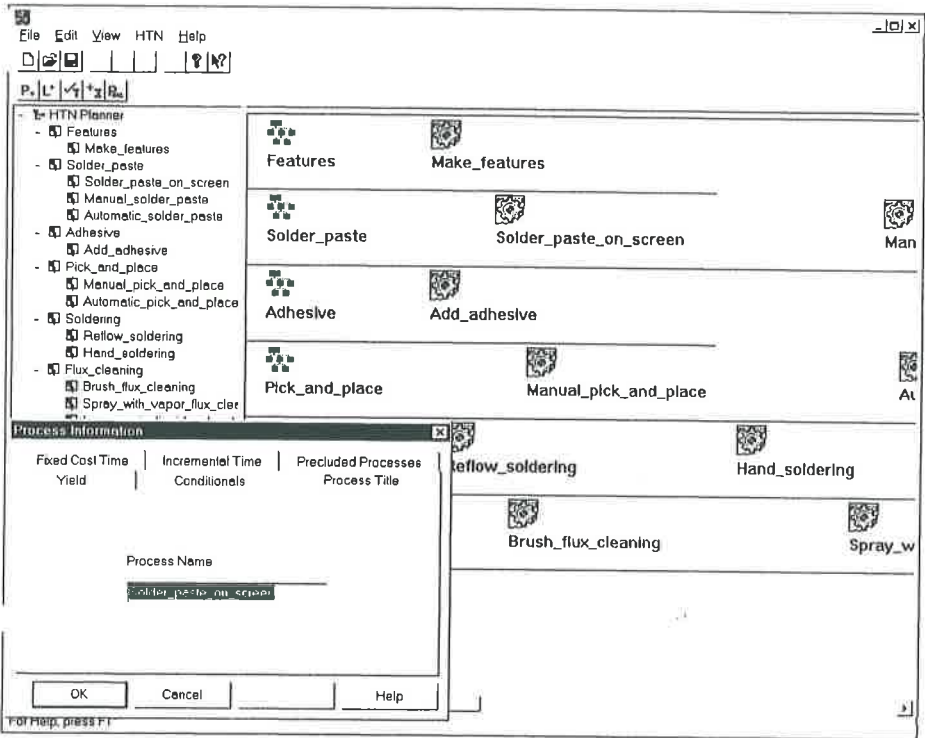 File Edit View HTN Help
HTN Planner
Features
Make_features
Solder_paste
Solder_paste_on_screen
Manual_solder_paste
Automatic_solder_paste
Adhesive
Add_adhesive
Pick_and_place
Manual_pick_and_place
Automatic_pick_and_place
Soldering
Reflow_soldering
Hand_soldering
Flux_cleaning
Brush_flux_cleaning
Spray_with_vapor_flux_clea
Features Make_features
Solder_paste Solder_paste_on_screen Man
Adhesive Add_adhesive
Pick_and_place Manual_pick_and_place Au
Reflow_soldering Hand_soldering
Brush_flux_cleaning Spray_w
Process Information
Fixed Cost Time Incremental Time Precluded Processes
Yield Conditionals Process Title
Process Name
Solder_paste_on_screen
OK Cancel Help
For Help, press F1